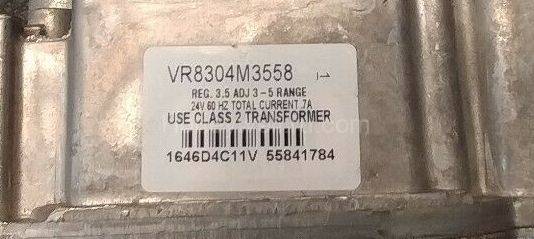 VR8304M3558 1
REG. 3.5 ADJ 3-5 RANGE
24V 60 HZ TOTAL CURRENT .7A
USE CLASS 2 TRANSFORMER
1646D4C11V 55841784